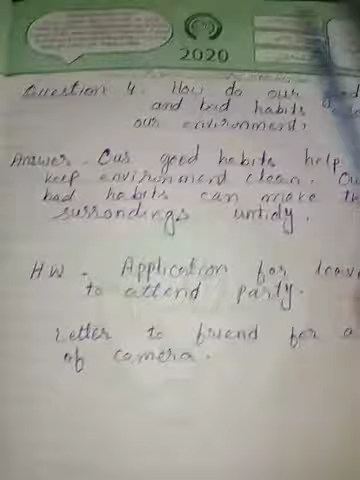 2020
Question 4. How do our good
and bad habits
our environment?
Answer - Our good habits help
keep environment clean. Our
bad habits can make the
surrondings untidy.
HW - Application for leave
to attend party.
Letter to friend for a
of camera.